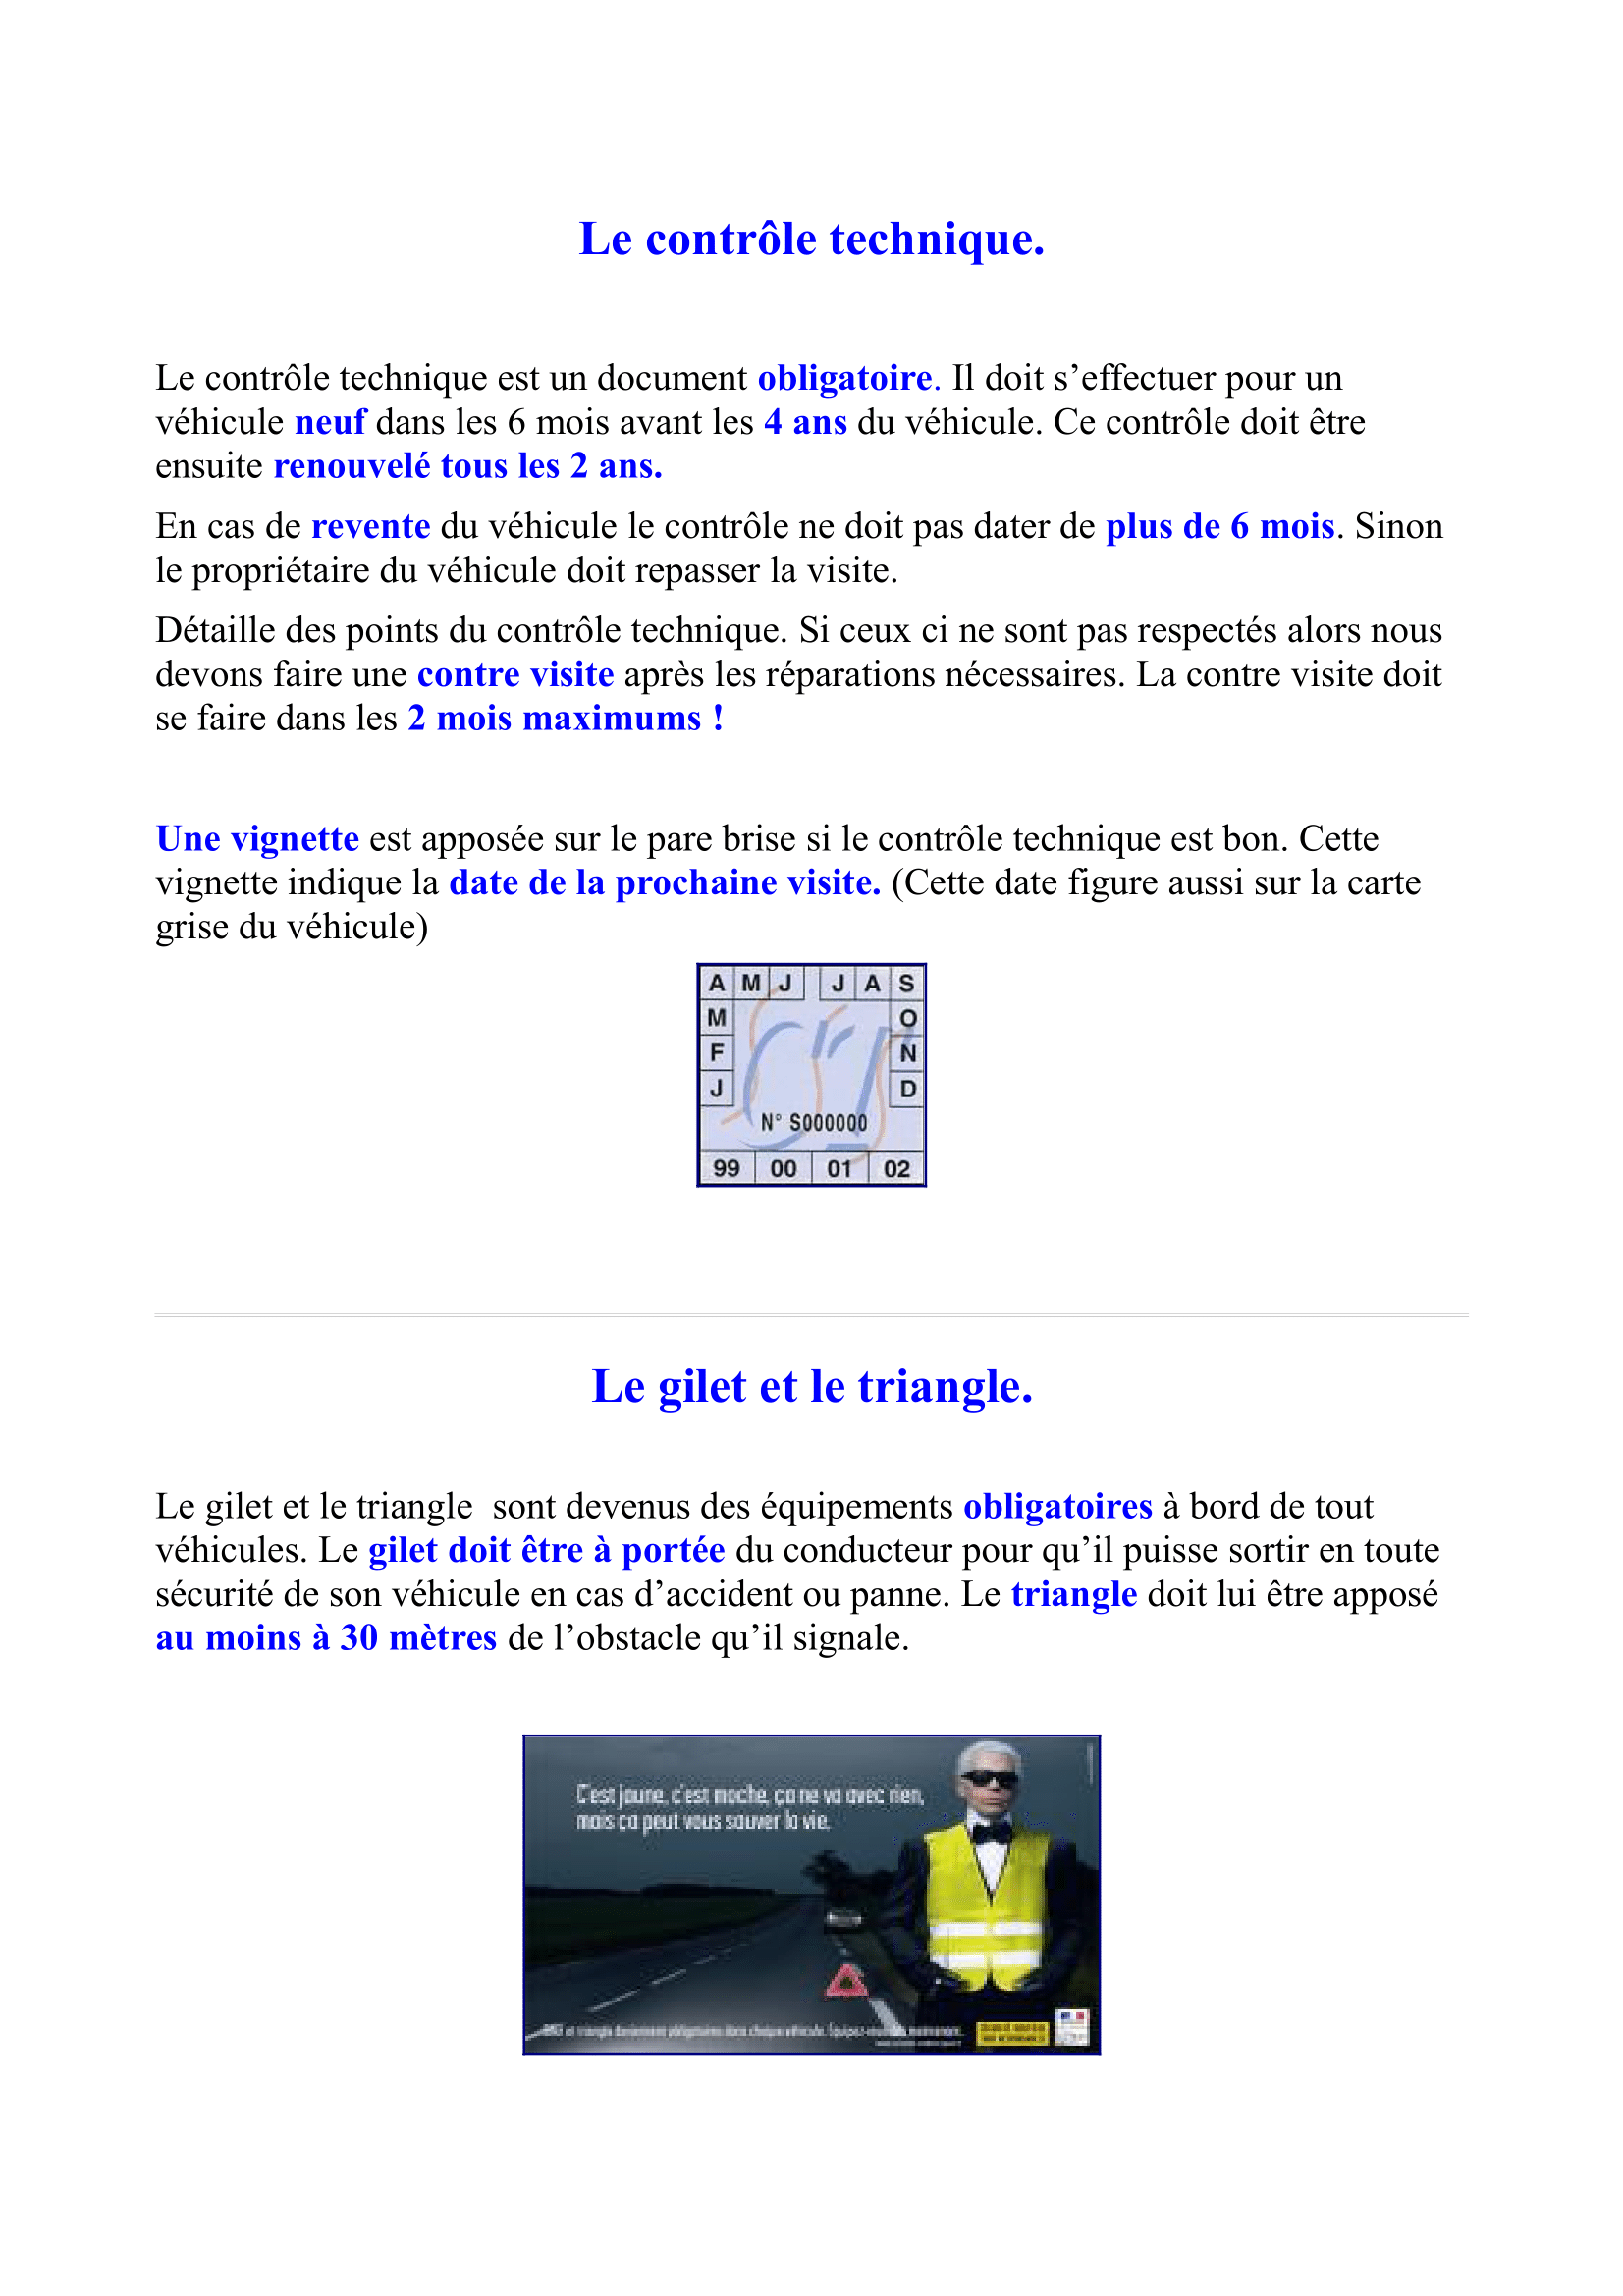 Le contrôle technique.
Le contrôle technique est un document obligatoire. Il doit s’effectuer pour un
véhicule neuf dans les 6 mois avant les 4 ans du véhicule. Ce contrôle doit être
ensuite renouvelé tous les 2 ans.
En cas de revente du véhicule le contrôle ne doit pas dater de plus de 6 mois. Sinon
le propriétaire du véhicule doit repasser la visite.
Détaille des points du contrôle technique. Si ceux ci ne sont pas respectés alors nous
devons faire une contre visite après les réparations nécessaires. La contre visite doit
se faire dans les 2 mois maximums !
Une vignette est apposée sur le pare brise si le contrôle technique est bon. Cette
vignette indique la date de la prochaine visite. (Cette date figure aussi sur la carte
grise du véhicule)
A M J J A S
M O
F N
J D
CT
N° S000000
99 00 01 02
Le gilet et le triangle.
Le gilet et le triangle  sont devenus des équipements obligatoires à bord de tout
véhicules. Le gilet doit être à portée du conducteur pour qu’il puisse sortir en toute
sécurité de son véhicule en cas d’accident ou panne. Le triangle doit lui être apposé
au moins à 30 mètres de l’obstacle qu’il signale.
C'est jaune, c'est moche, ça ne va avec rien,
mais ça peut vous sauver la vie.